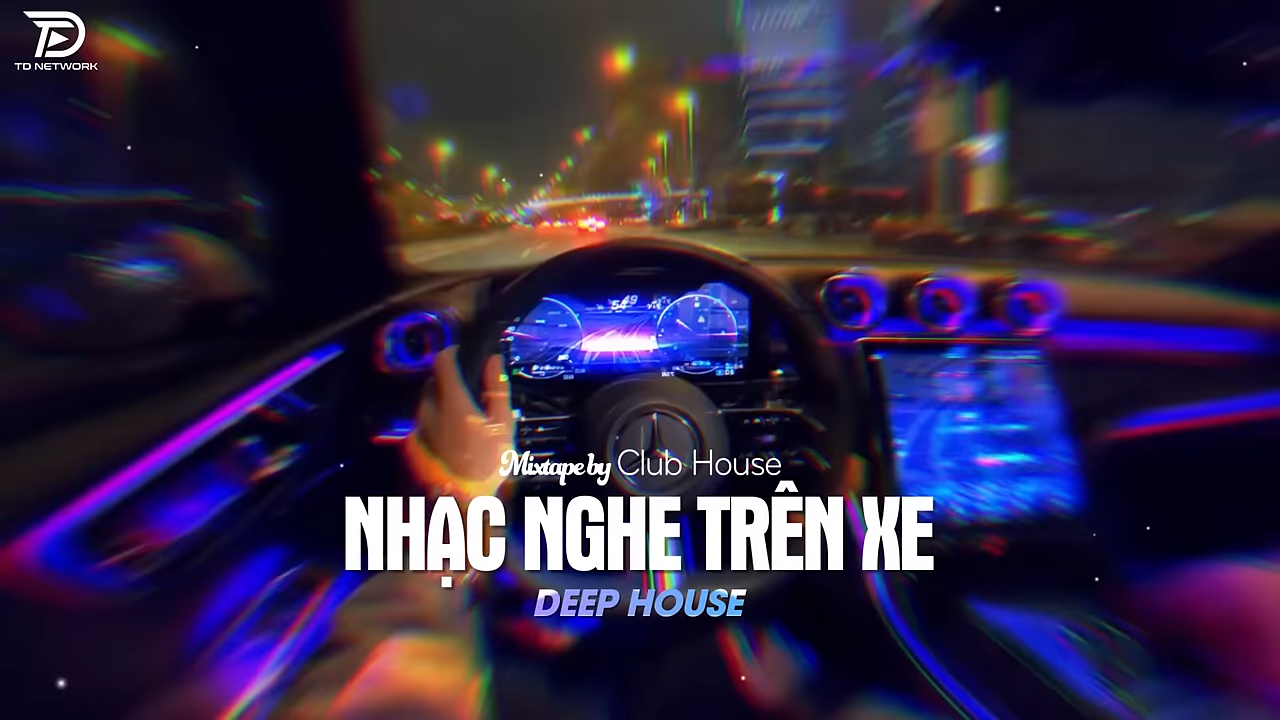 TD NETWORK
Mixtape by Club House
NHẠC NGHE TRÊN XE
DEEP HOUSE